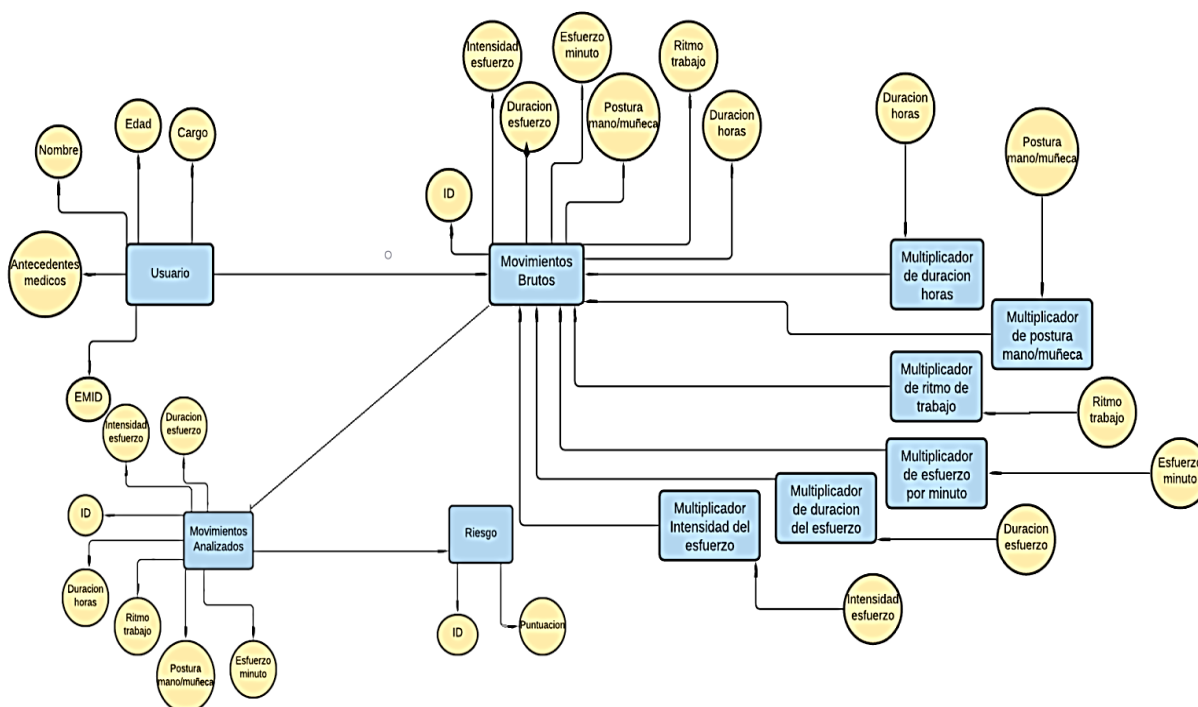 Nombre
Edad
Cargo
Antecedentes
medicos
Usuario
EMID
Intensidad
esfuerzo
Esfuerzo
minuto
Ritmo
trabajo
Duracion
esfuerzo
Postura
mano/muñeca
Duracion
horas
ID
Movimientos
Brutos
Duracion
horas
Postura
mano/muñeca
Multiplicador
de duracion
horas
Multiplicador
de postura
mano/muñeca
Multiplicador
de ritmo de
trabajo
Ritmo
trabajo
Multiplicador
de esfuerzo
por minuto
Esfuerzo
minuto
Multiplicador
de duracion
del esfuerzo
Duracion
esfuerzo
Multiplicador
Intensidad del
esfuerzo
Intensidad
esfuerzo
Intensidad
esfuerzo
Duracion
esfuerzo
ID
Movimientos
Analizados
Duracion
horas
Ritmo
trabajo
Postura
mano/muñeca
Esfuerzo
minuto
Riesgo
ID
Puntuacion